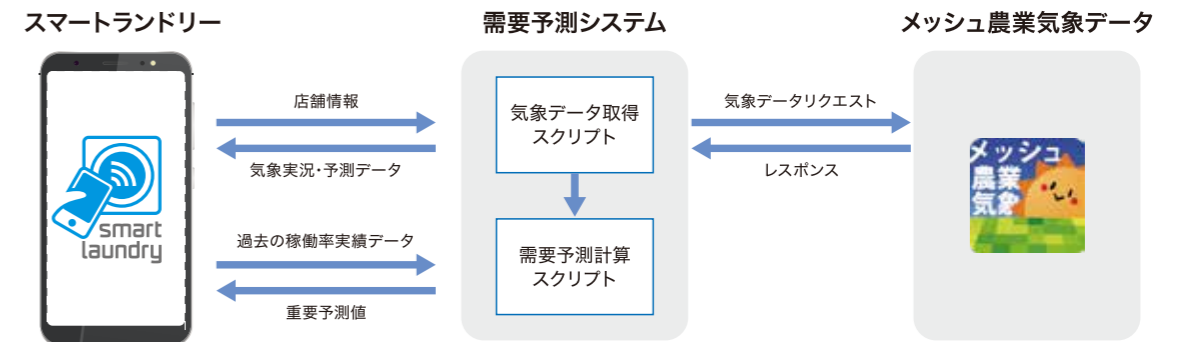 スマートランドリー
需要予測システム
メッシュ農業気象データ
店舗情報
気象実況・予測データ
過去の稼働率実績データ
重要予測値
smart
laundry
気象データ取得
スクリプト
需要予測計算
スクリプト
気象データリクエスト
レスポンス
メッシュ
農業
気象